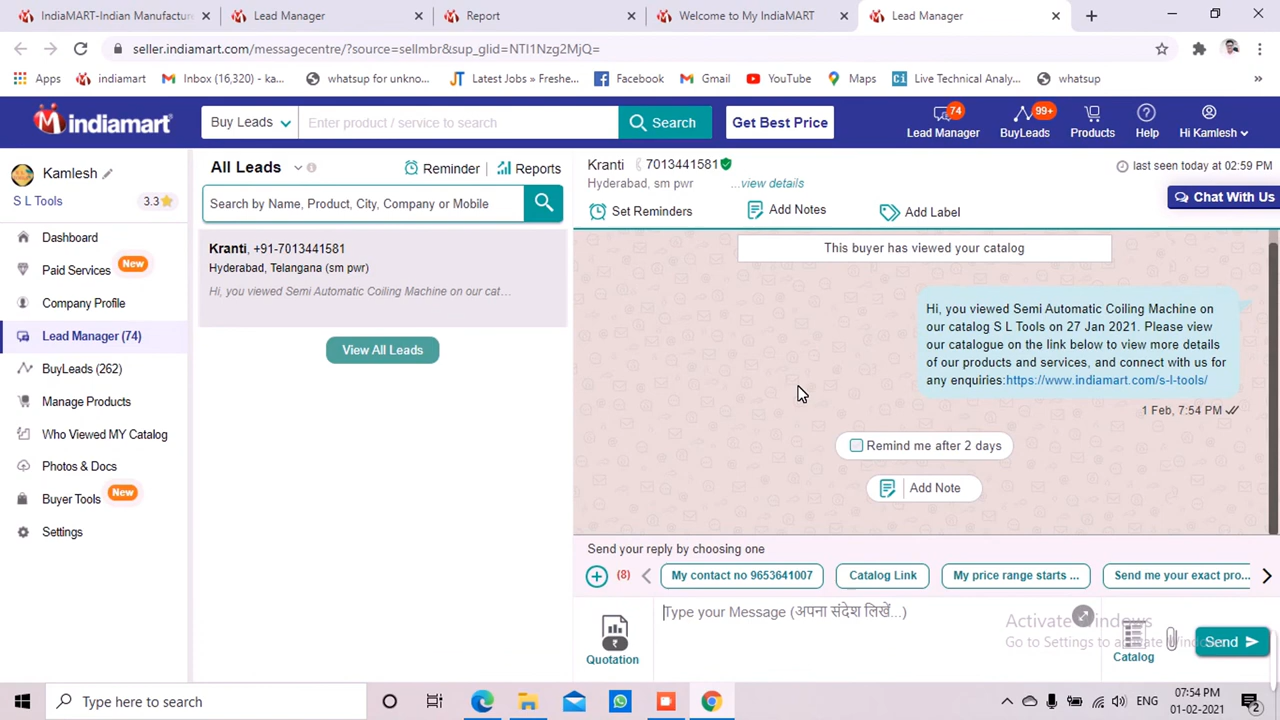 IndiaMART-Indian Manufacture
Lead Manager
Report
Welcome to My IndiaMART
Lead Manager
seller.indiamart.com/messagecentre/?source=sellmbr&sup_glid=NTI1Nzg2MjQ=
Apps
indiamart
Inbox (16,320) - ka...
whatsup for unkno...
Latest Jobs » Freshe...
Facebook
Gmail
YouTube
Maps
Live Technical Analy...
whatsup
»
indiamart
Buy Leads
Enter product / service to search
Search
Get Best Price
74
Lead Manager
99+
BuyLeads
Products
Help
Hi Kamlesh
Kamlesh
S L Tools
3.3
Dashboard
Paid Services
New
Company Profile
Lead Manager (74)
BuyLeads (262)
Manage Products
Who Viewed MY Catalog
Photos & Docs
Buyer Tools
New
Settings
All Leads
Reminder
Reports
Search by Name, Product, City, Company or Mobile
Kranti, +91-7013441581
Hyderabad, Telangana (sm pwr)
Hi, you viewed Semi Automatic Coiling Machine on our cat...
View All Leads
Kranti
7013441581
last seen today at 02:59 PM
Hyderabad, sm pwr
...view details
Chat With Us
Set Reminders
Add Notes
Add Label
This buyer has viewed your catalog
Hi, you viewed Semi Automatic Coiling Machine on
our catalog S L Tools on 27 Jan 2021. Please view
our catalogue on the link below to view more details
of our products and services, and connect with us for
any enquiries:https://www.indiamart.com/s-l-tools/
1 Feb, 7:54 PM
Remind me after 2 days
Add Note
Send your reply by choosing one
(8)
My contact no 9653641007
Catalog Link
My price range starts ...
Send me your exact pro...
Quotation
Type your Message (अपना संदेश लिखें...)
Activate Windows
Go to Settings to activate Windows.
Catalog
Send
Type here to search
ENG
07:54 PM
01-02-2021
2